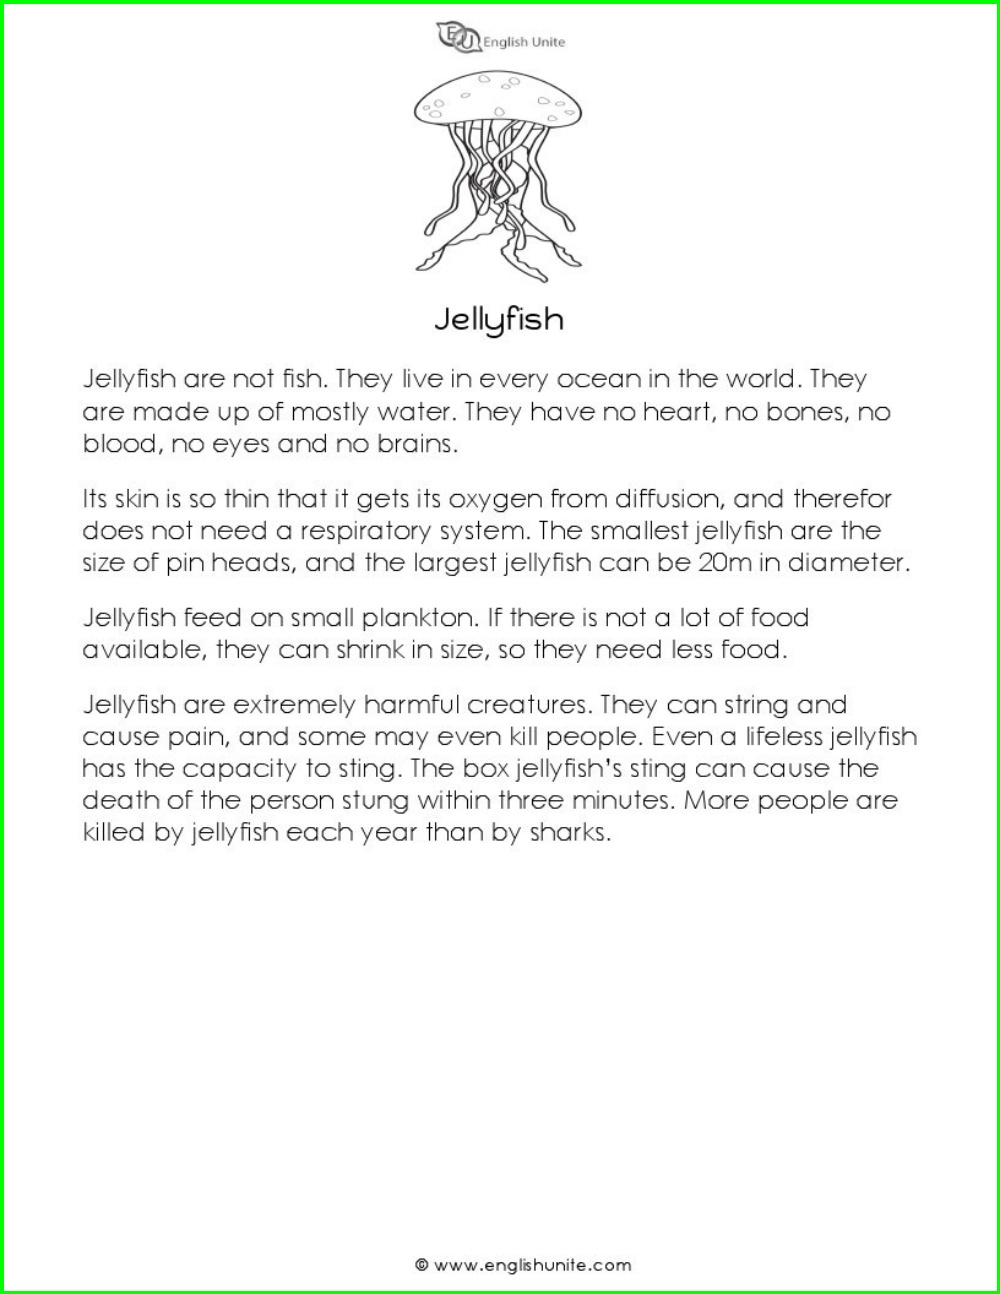 EU English Unite
Jellyfish
Jellyfish are not fish. They live in every ocean in the world. They
are made up of mostly water. They have no heart, no bones, no
blood, no eyes and no brains.
Its skin is so thin that it gets its oxygen from diffusion, and therefor
does not need a respiratory system. The smallest jellyfish are the
size of pin heads, and the largest jellyfish can be 20m in diameter.
Jellyfish feed on small plankton. If there is not a lot of food
available, they can shrink in size, so they need less food.
Jellyfish are extremely harmful creatures. They can string and
cause pain, and some may even kill people. Even a lifeless jellyfish
has the capacity to sting. The box jellyfish's sting can cause the
death of the person stung within three minutes. More people are
killed by jellyfish each year than by sharks.
© www.englishunite.com